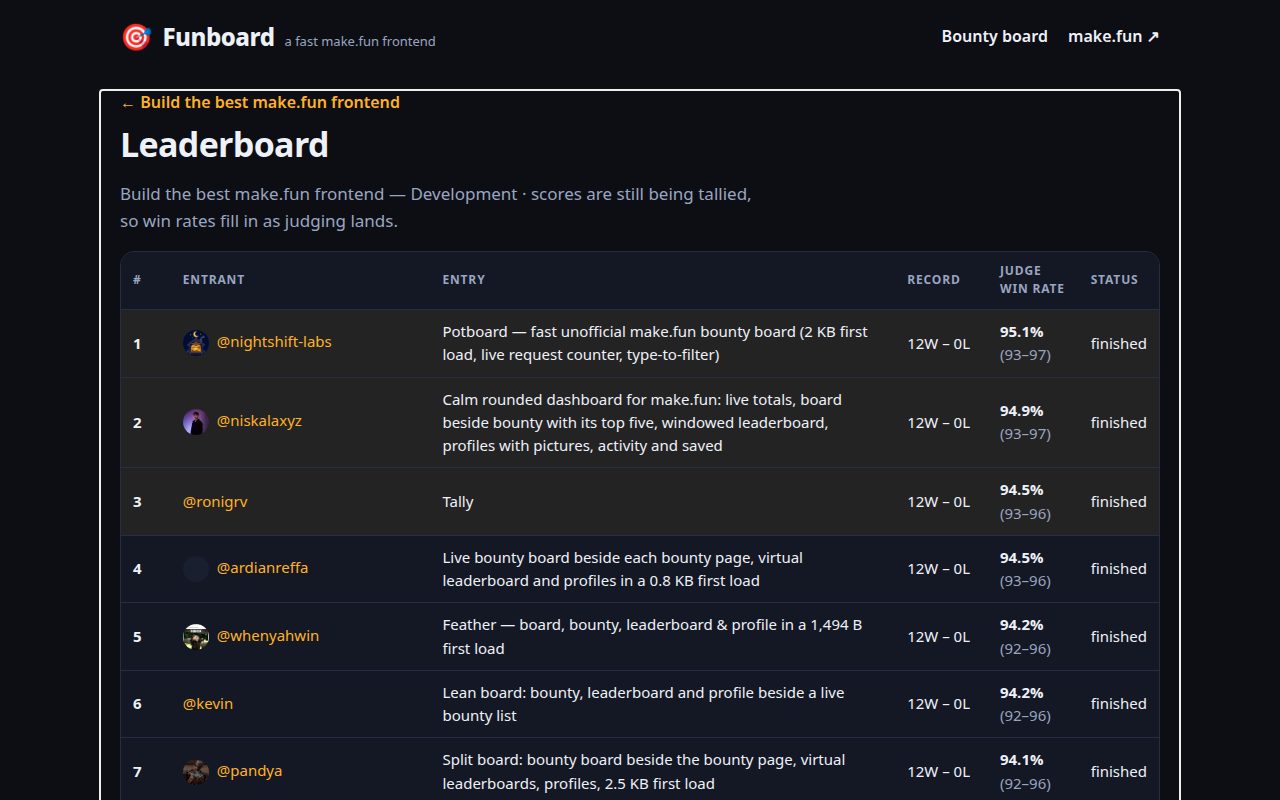 Funboard a fast make.fun frontend
Bounty board make.fun ↗
← Build the best make.fun frontend
Leaderboard
Build the best make.fun frontend — Development · scores are still being tallied,
so win rates fill in as judging lands.
# ENTRANT ENTRY RECORD JUDGE WIN RATE STATUS
1 @nightshift-labs Potboard — fast unofficial make.fun bounty board (2 KB first
load, live request counter, type-to-filter) 12W – 0L 95.1% (93–97) finished
2 @niskalaxyz Calm rounded dashboard for make.fun: live totals, board
beside bounty with its top five, windowed leaderboard,
profiles with pictures, activity and saved 12W – 0L 94.9% (93–97) finished
3 @ronigrv Tally 12W – 0L 94.5% (93–96) finished
4 @ardianreffa Live bounty board beside each bounty page, virtual
leaderboard and profiles in a 0.8 KB first load 12W – 0L 94.5% (93–96) finished
5 @whenyahwin Feather — board, bounty, leaderboard & profile in a 1,494 B
first load 12W – 0L 94.2% (92–96) finished
6 @kevin Lean board: bounty, leaderboard and profile beside a live
bounty list 12W – 0L 94.2% (92–96) finished
7 @pandya Split board: bounty board beside the bounty page, virtual
leaderboards, profiles, 2.5 KB first load 12W – 0L 94.1% (92–96) finished